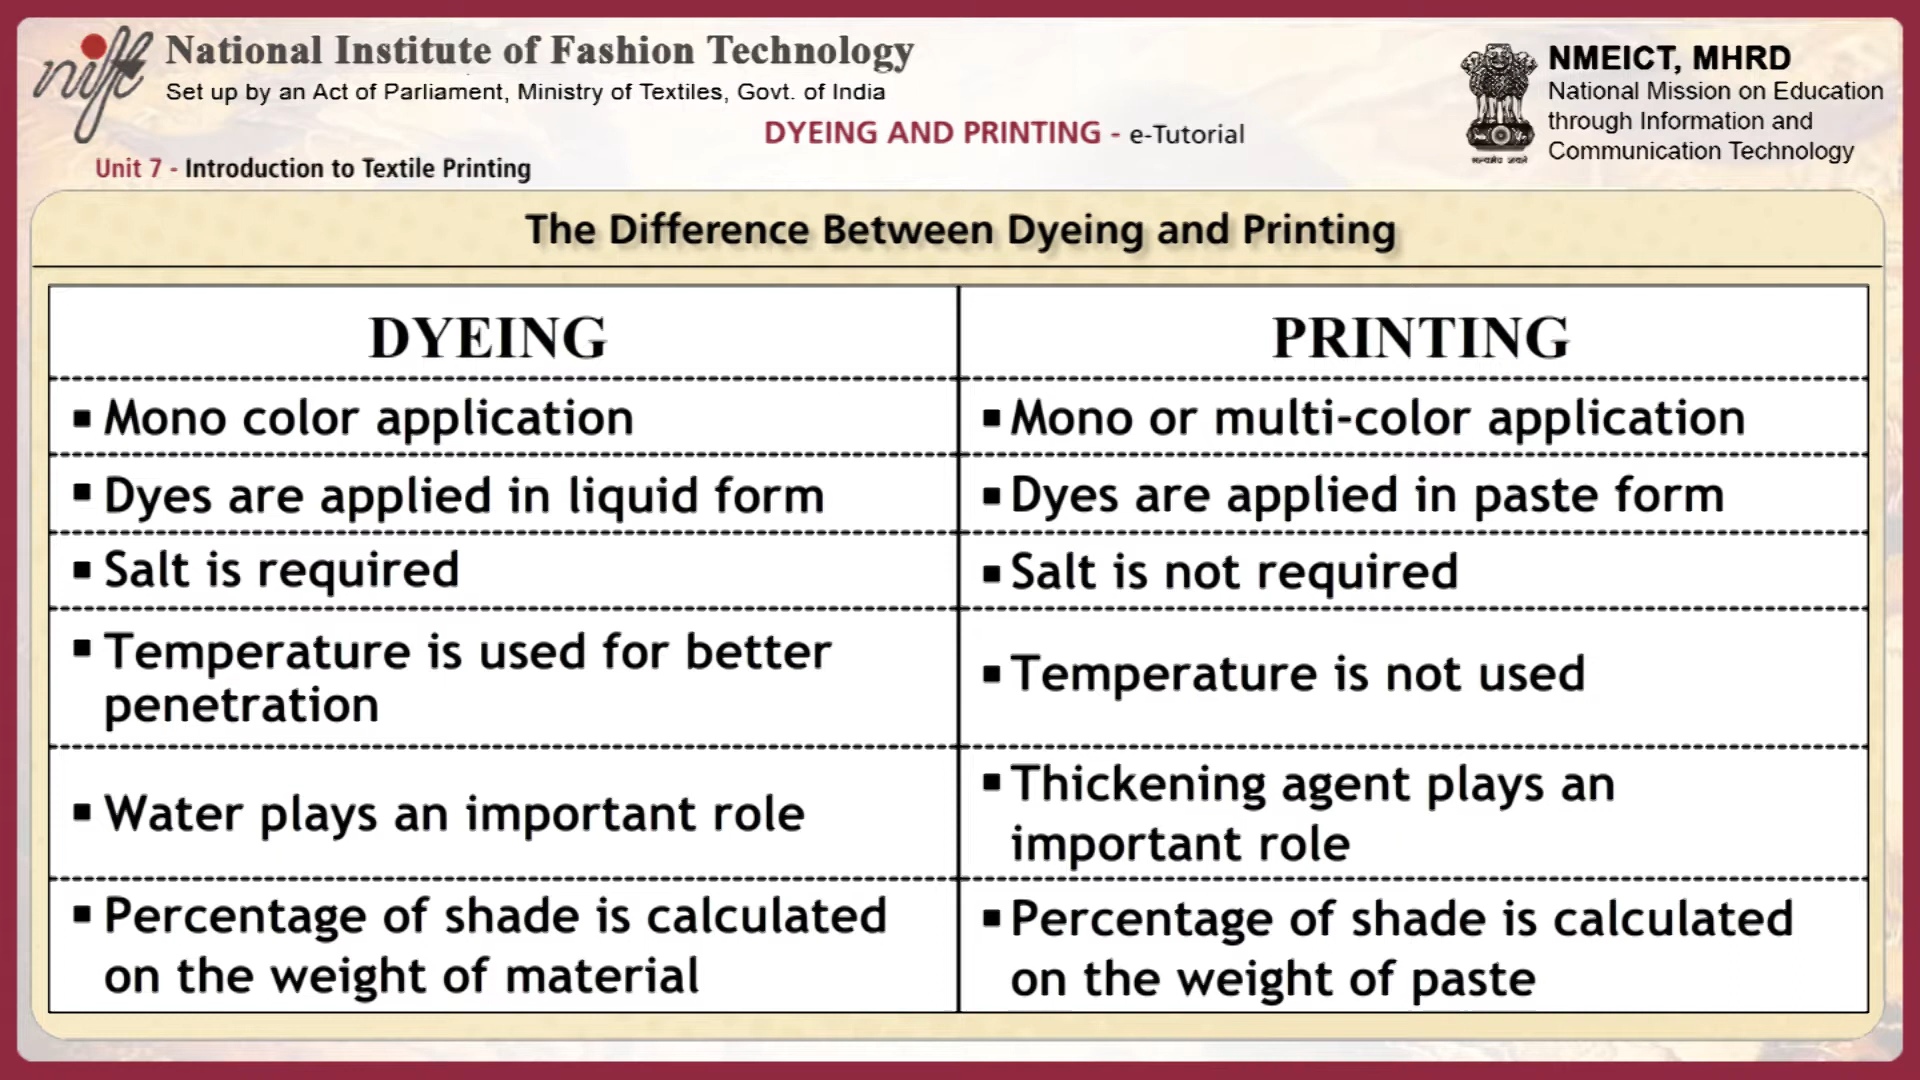 nift
National Institute of Fashion Technology
Set up by an Act of Parliament, Ministry of Textiles, Govt. of India
NMEICT, MHRD
National Mission on Education
through Information and
Communication Technology
सत्यमेव जयते
DYEING AND PRINTING - e-Tutorial
Unit 7 - Introduction to Textile Printing
The Difference Between Dyeing and Printing
DYEING
PRINTING
▪ Mono color application
▪ Mono or multi-color application
▪ Dyes are applied in liquid form
▪ Dyes are applied in paste form
▪ Salt is required
▪ Salt is not required
▪ Temperature is used for better
penetration
▪ Temperature is not used
▪ Water plays an important role
▪ Thickening agent plays an
important role
▪ Percentage of shade is calculated
on the weight of material
▪ Percentage of shade is calculated
on the weight of paste